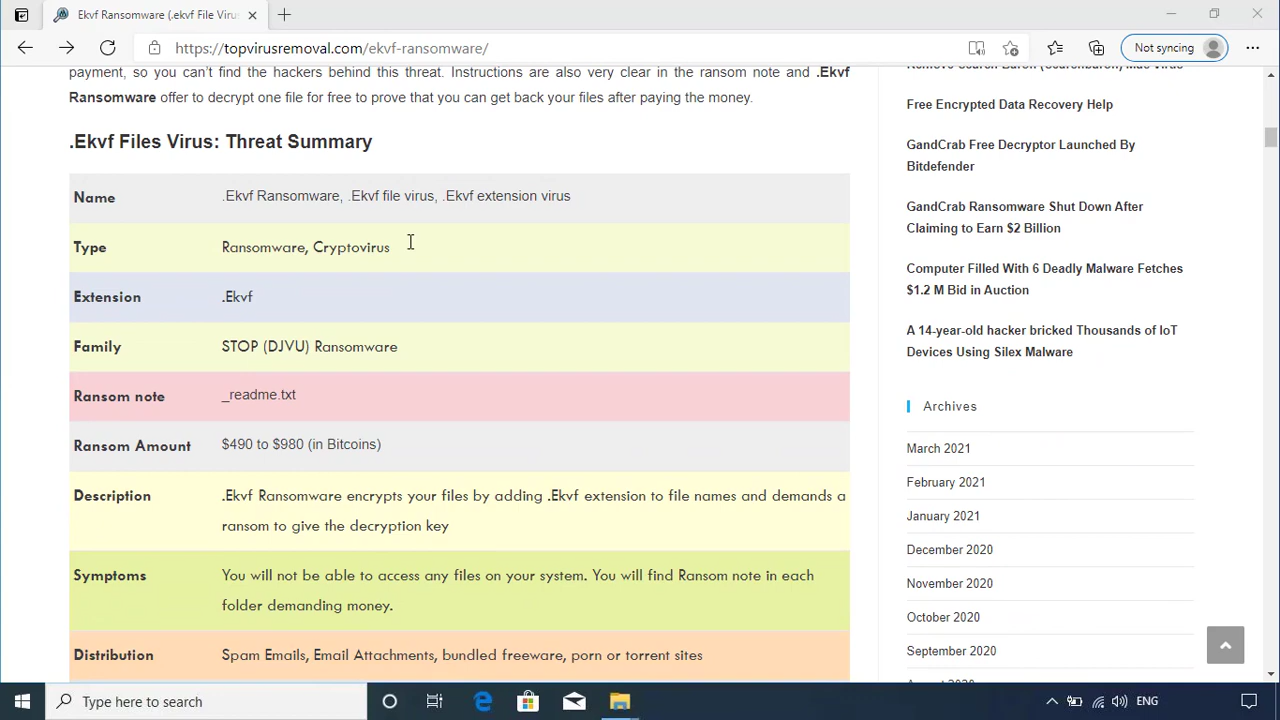 Ekvf Ransomware (.ekvf File Viru
https://topvirusremoval.com/ekvf-ransomware/
Not syncing
payment, so you can't find the hackers behind this threat. Instructions are also very clear in the ransom note and .Ekvf
Ransomware offer to decrypt one file for free to prove that you can get back your files after paying the money.
.Ekvf Files Virus: Threat Summary
Name .Ekvf Ransomware, .Ekvf file virus, .Ekvf extension virus
Type Ransomware, Cryptovirus
Extension .Ekvf
Family STOP (DJVU) Ransomware
Ransom note _readme.txt
Ransom Amount $490 to $980 (in Bitcoins)
Description .Ekvf Ransomware encrypts your files by adding .Ekvf extension to file names and demands a
ransom to give the decryption key
Symptoms You will not be able to access any files on your system. You will find Ransom note in each
folder demanding money.
Distribution Spam Emails, Email Attachments, bundled freeware, porn or torrent sites
Remove Search Baron (Searchbaron) Mac Virus
Free Encrypted Data Recovery Help
GandCrab Free Decryptor Launched By
Bitdefender
GandCrab Ransomware Shut Down After
Claiming to Earn $2 Billion
Computer Filled With 6 Deadly Malware Fetches
$1.2 M Bid in Auction
A 14-year-old hacker bricked Thousands of IoT
Devices Using Silex Malware
Archives
March 2021
February 2021
January 2021
December 2020
November 2020
October 2020
September 2020
August 2020
Type here to search
ENG